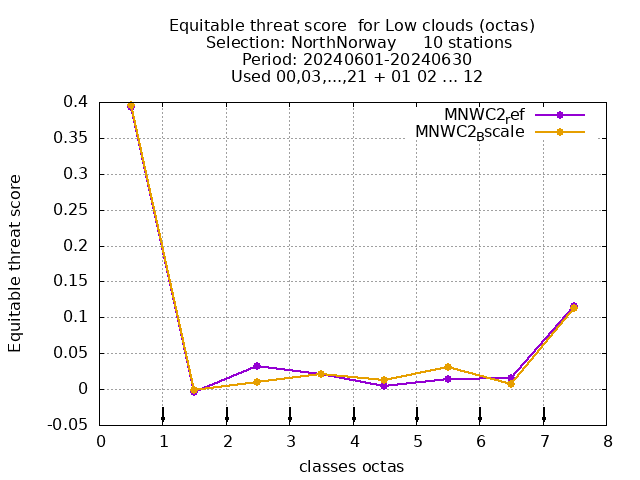 Equitable threat score  for Low clouds (octas)
Selection: NorthNorway     10 stations
Period: 20240601-20240630
Used 00,03,...,21 + 01 02 ... 12
MNWC2ref
MNWC2Bscale
Equitable threat score
0.4
0.35
0.3
0.25
0.2
0.15
0.1
0.05
0
-0.05
0 1 2 3 4 5 6 7 8
classes octas